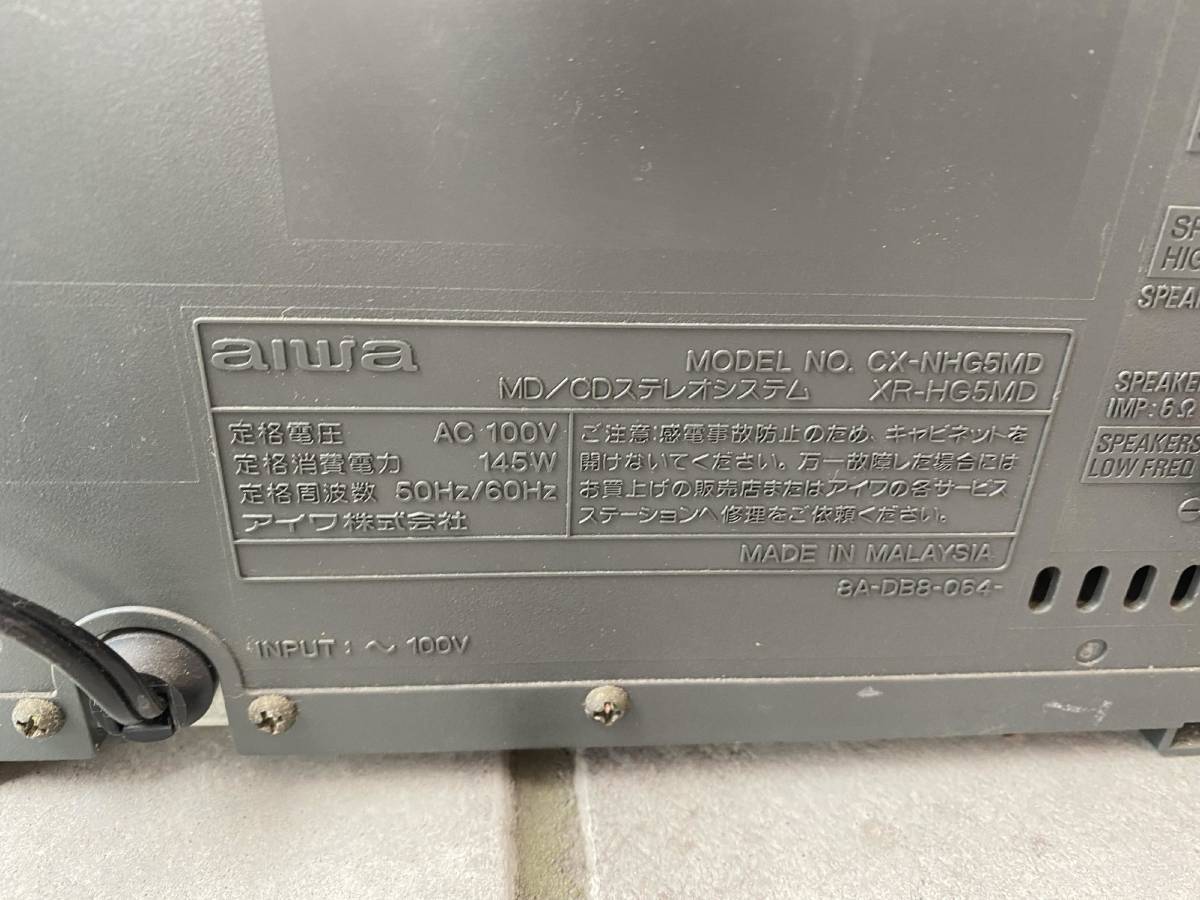 aiwa
MODEL NO. CX-NHG5MD
MD/CDステレオシステム XR-HG5MD
定格電圧 AC 100V
定格消費電力 145W
定格周波数 50Hz/60Hz
アイワ株式会社
ご注意:感電事故防止のため、キャビネットを
開けないでください。万一故障した場合には
お買上げの販売店またはアイワの各サービス
ステーションへ修理をご依頼ください。
MADE IN MALAYSIA
8A-DB8-064-
INPUT: ~ 100V
IMP: 6Ω
SPEAKERS
LOW FREQ